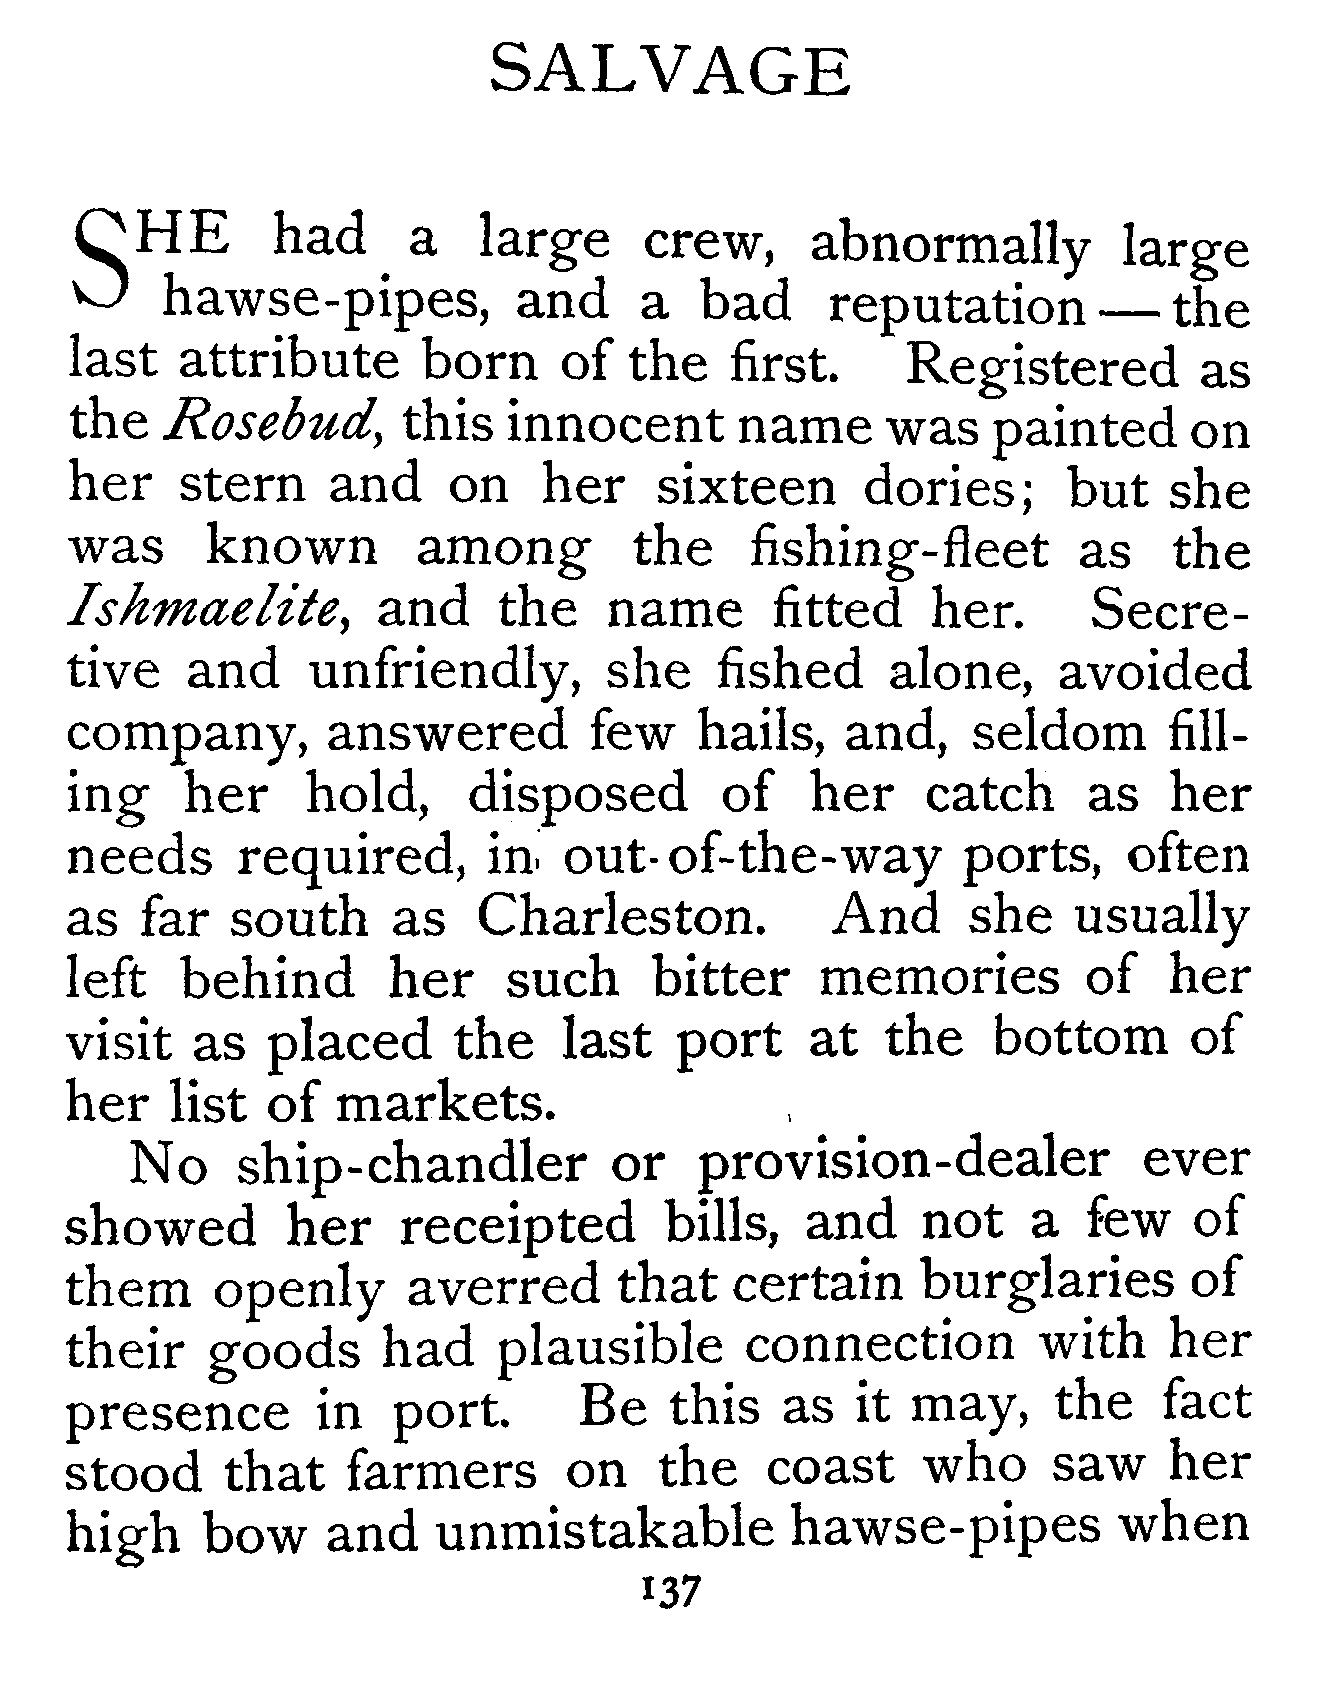 SALVAGE
SHE had a large crew, abnormally large
hawse-pipes, and a bad reputation — the
last attribute born of the first. Registered as
the Rosebud, this innocent name was painted on
her stern and on her sixteen dories; but she
was known among the fishing-fleet as the
Ishmaelite, and the name fitted her. Secre-
tive and unfriendly, she fished alone, avoided
company, answered few hails, and, seldom fill-
ing her hold, disposed of her catch as her
needs required, in out-of-the-way ports, often
as far south as Charleston. And she usually
left behind her such bitter memories of her
visit as placed the last port at the bottom of
her list of markets.
No ship-chandler or provision-dealer ever
showed her receipted bills, and not a few of
them openly averred that certain burglaries of
their goods had plausible connection with her
presence in port. Be this as it may, the fact
stood that farmers on the coast who saw her
high bow and unmistakable hawse-pipes when
137